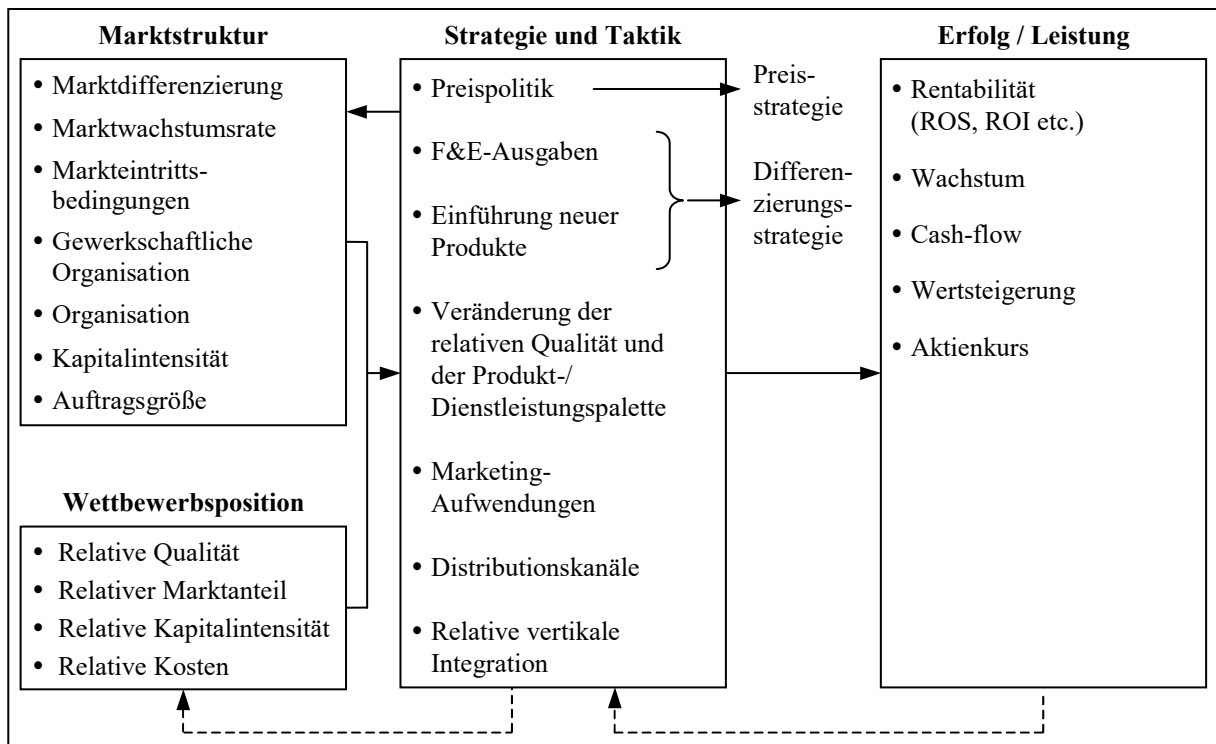 Marktstruktur
• Marktdifferenzierung
• Marktwachstumsrate
• Markteintritts-
bedingungen
• Gewerkschaftliche
Organisation
• Organisation
• Kapitalintensität
• Auftragsgröße
Wettbewerbsposition
• Relative Qualität
• Relativer Marktanteil
• Relative Kapitalintensität
• Relative Kosten
Strategie und Taktik
• Preispolitik
• F&E-Ausgaben
• Einführung neuer
Produkte
• Veränderung der
relativen Qualität und
der Produkt-/
Dienstleistungspalette
• Marketing-
Aufwendungen
• Distributionskanäle
• Relative vertikale
Integration
Preis-
strategie
Differen-
zierungs-
strategie
Erfolg / Leistung
• Rentabilität
(ROS, ROI etc.)
• Wachstum
• Cash-flow
• Wertsteigerung
• Aktienkurs